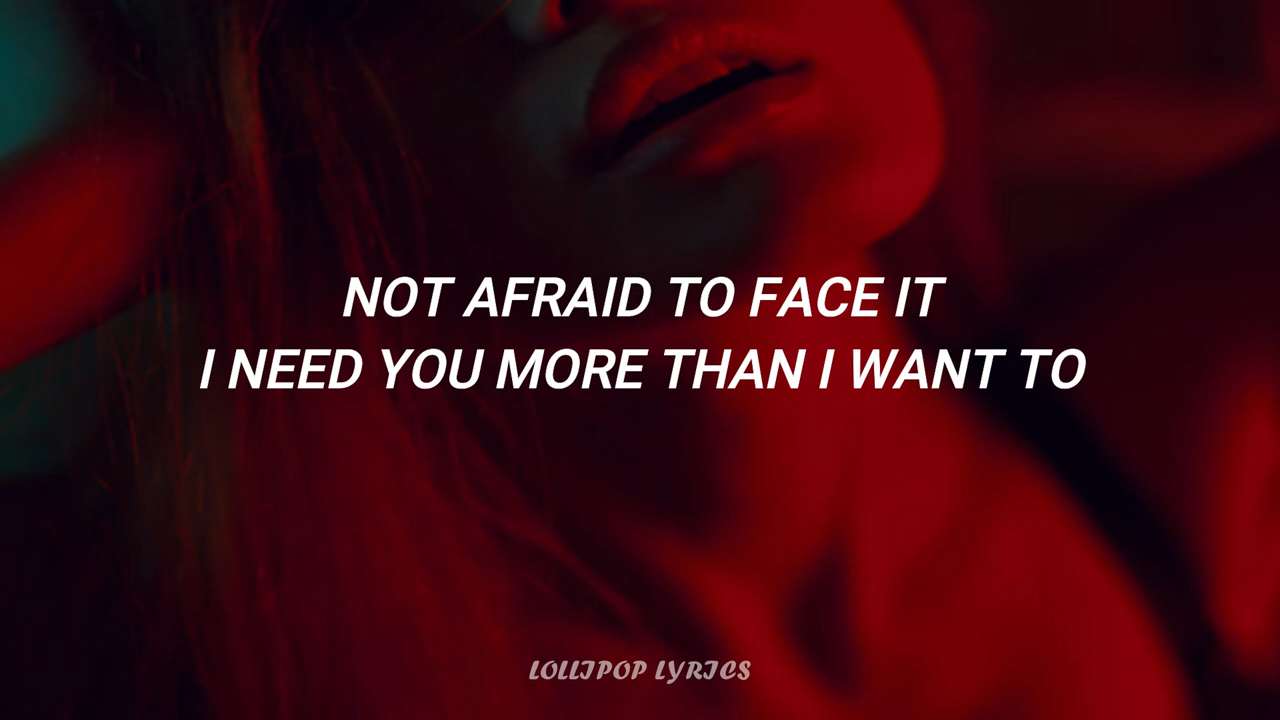 NOT AFRAID TO FACE IT
I NEED YOU MORE THAN I WANT TO
LOLLIPOP LYRICS